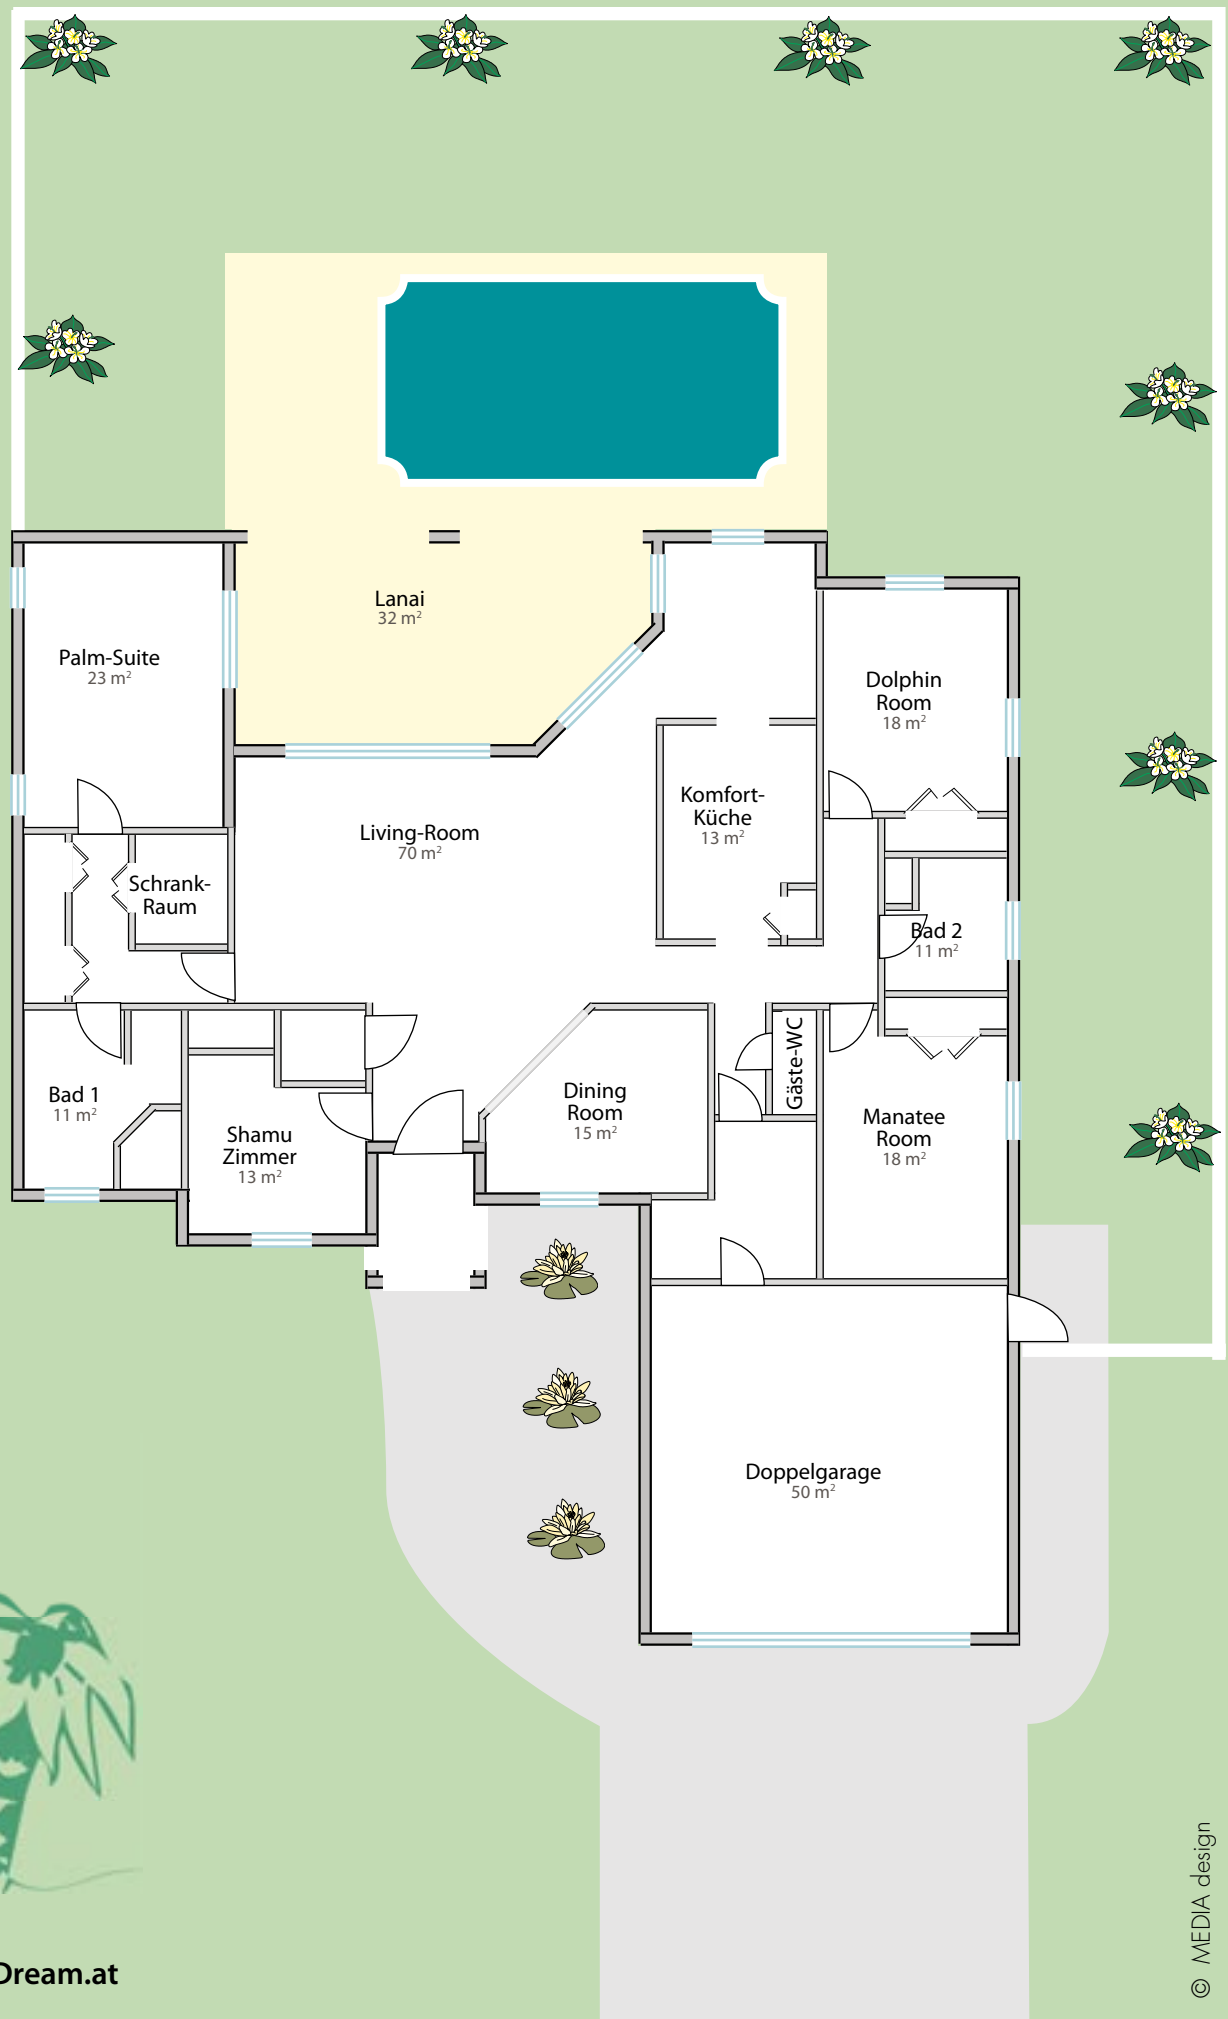 Lanai
32 m²
Palm-Suite
23 m²
Dolphin
Room
18 m²
Komfort-
Küche
13 m²
Living-Room
70 m²
Schrank-
Raum
Bad 2
11 m²
Gäste-WC
Bad 1
11 m²
Dining
Room
15 m²
Shamu
Zimmer
13 m²
Manatee
Room
18 m²
Doppelgarage
50 m²
© MEDIA design
Dream.at